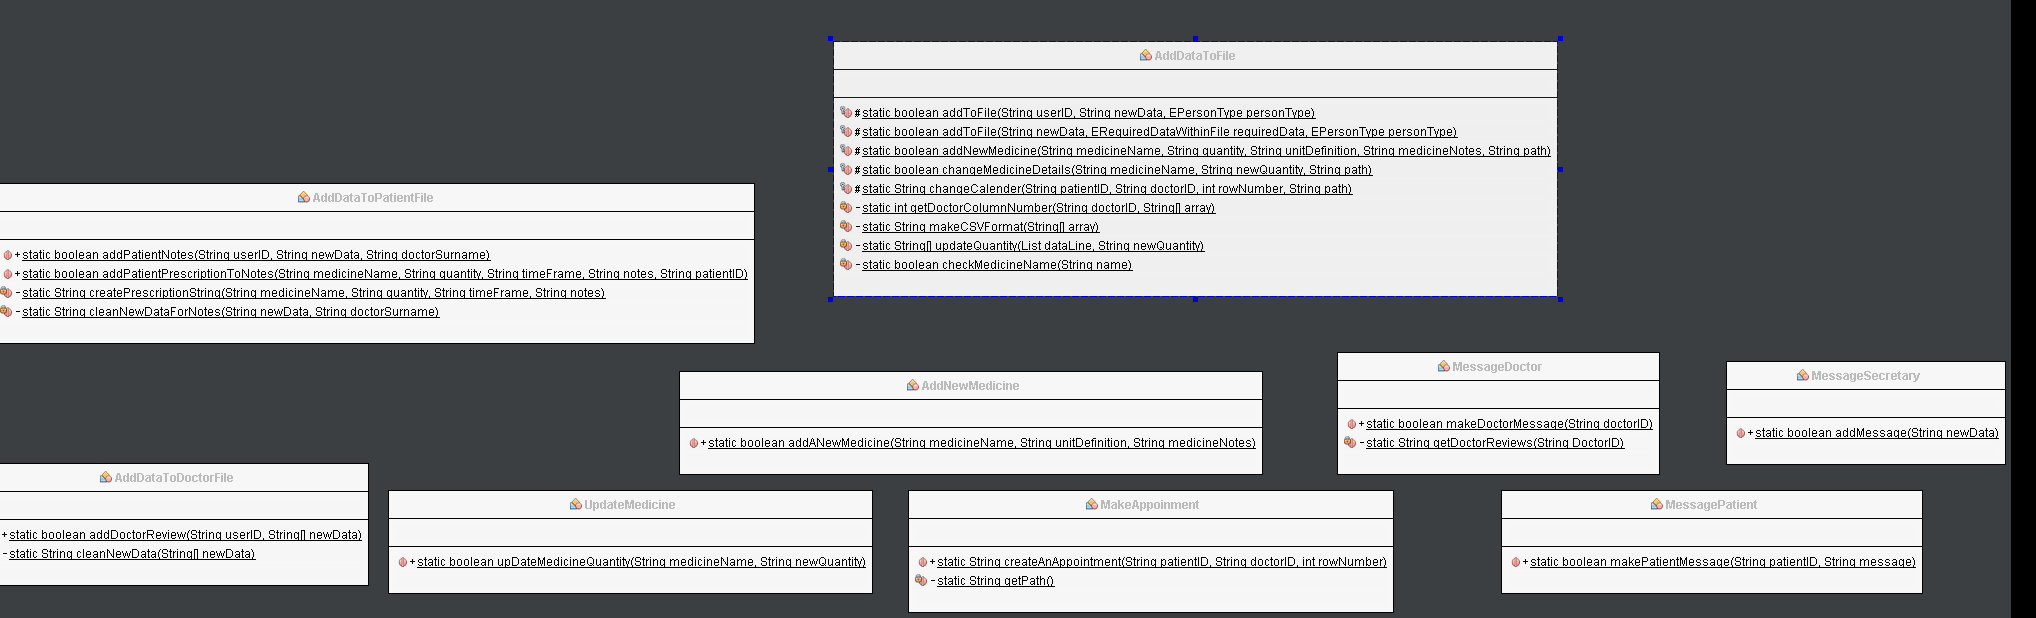 AddDataToFile
#static boolean addToFile(String userID, String newData, EPersonType personType)
#static boolean addToFile(String newData, ERequiredDataWithinFile requiredData, EPersonType personType)
#static boolean addNewMedicine(String medicineName, String quantity, String unitDefinition, String medicineNotes, String path)
#static boolean changeMedicineDetails(String medicineName, String newQuantity, String path)
#static String changeCalender(String patientID, String doctorID, int rowNumber, String path)
-static int getDoctorColumnNumber(String doctorID, String[] array)
-static String makeCSVFormat(String[] array)
-static String[] updateQuantity(List dataLine, String newQuantity)
-static boolean checkMedicineName(String name)
AddDataToPatientFile
+static boolean addPatientNotes(String userID, String newData, String doctorSurname)
+static boolean addPatientPrescriptionToNotes(String medicineName, String quantity, String timeFrame, String notes, String patientID)
-static String createPrescriptionString(String medicineName, String quantity, String timeFrame, String notes)
-static String cleanNewDataForNotes(String newData, String doctorSurname)
AddNewMedicine
+static boolean addANewMedicine(String medicineName, String unitDefinition, String medicineNotes)
MessageDoctor
+static boolean makeDoctorMessage(String doctorID)
-static String getDoctorReviews(String DoctorID)
MessageSecretary
+static boolean addMessage(String newData)
AddDataToDoctorFile
+static boolean addDoctorReview(String userID, String[] newData)
-static String cleanNewData(String[] newData)
UpdateMedicine
+static boolean upDateMedicineQuantity(String medicineName, String newQuantity)
MakeAppoinment
+static String createAnAppointment(String patientID, String doctorID, int rowNumber)
-static String getPath()
MessagePatient
+static boolean makePatientMessage(String patientID, String message)